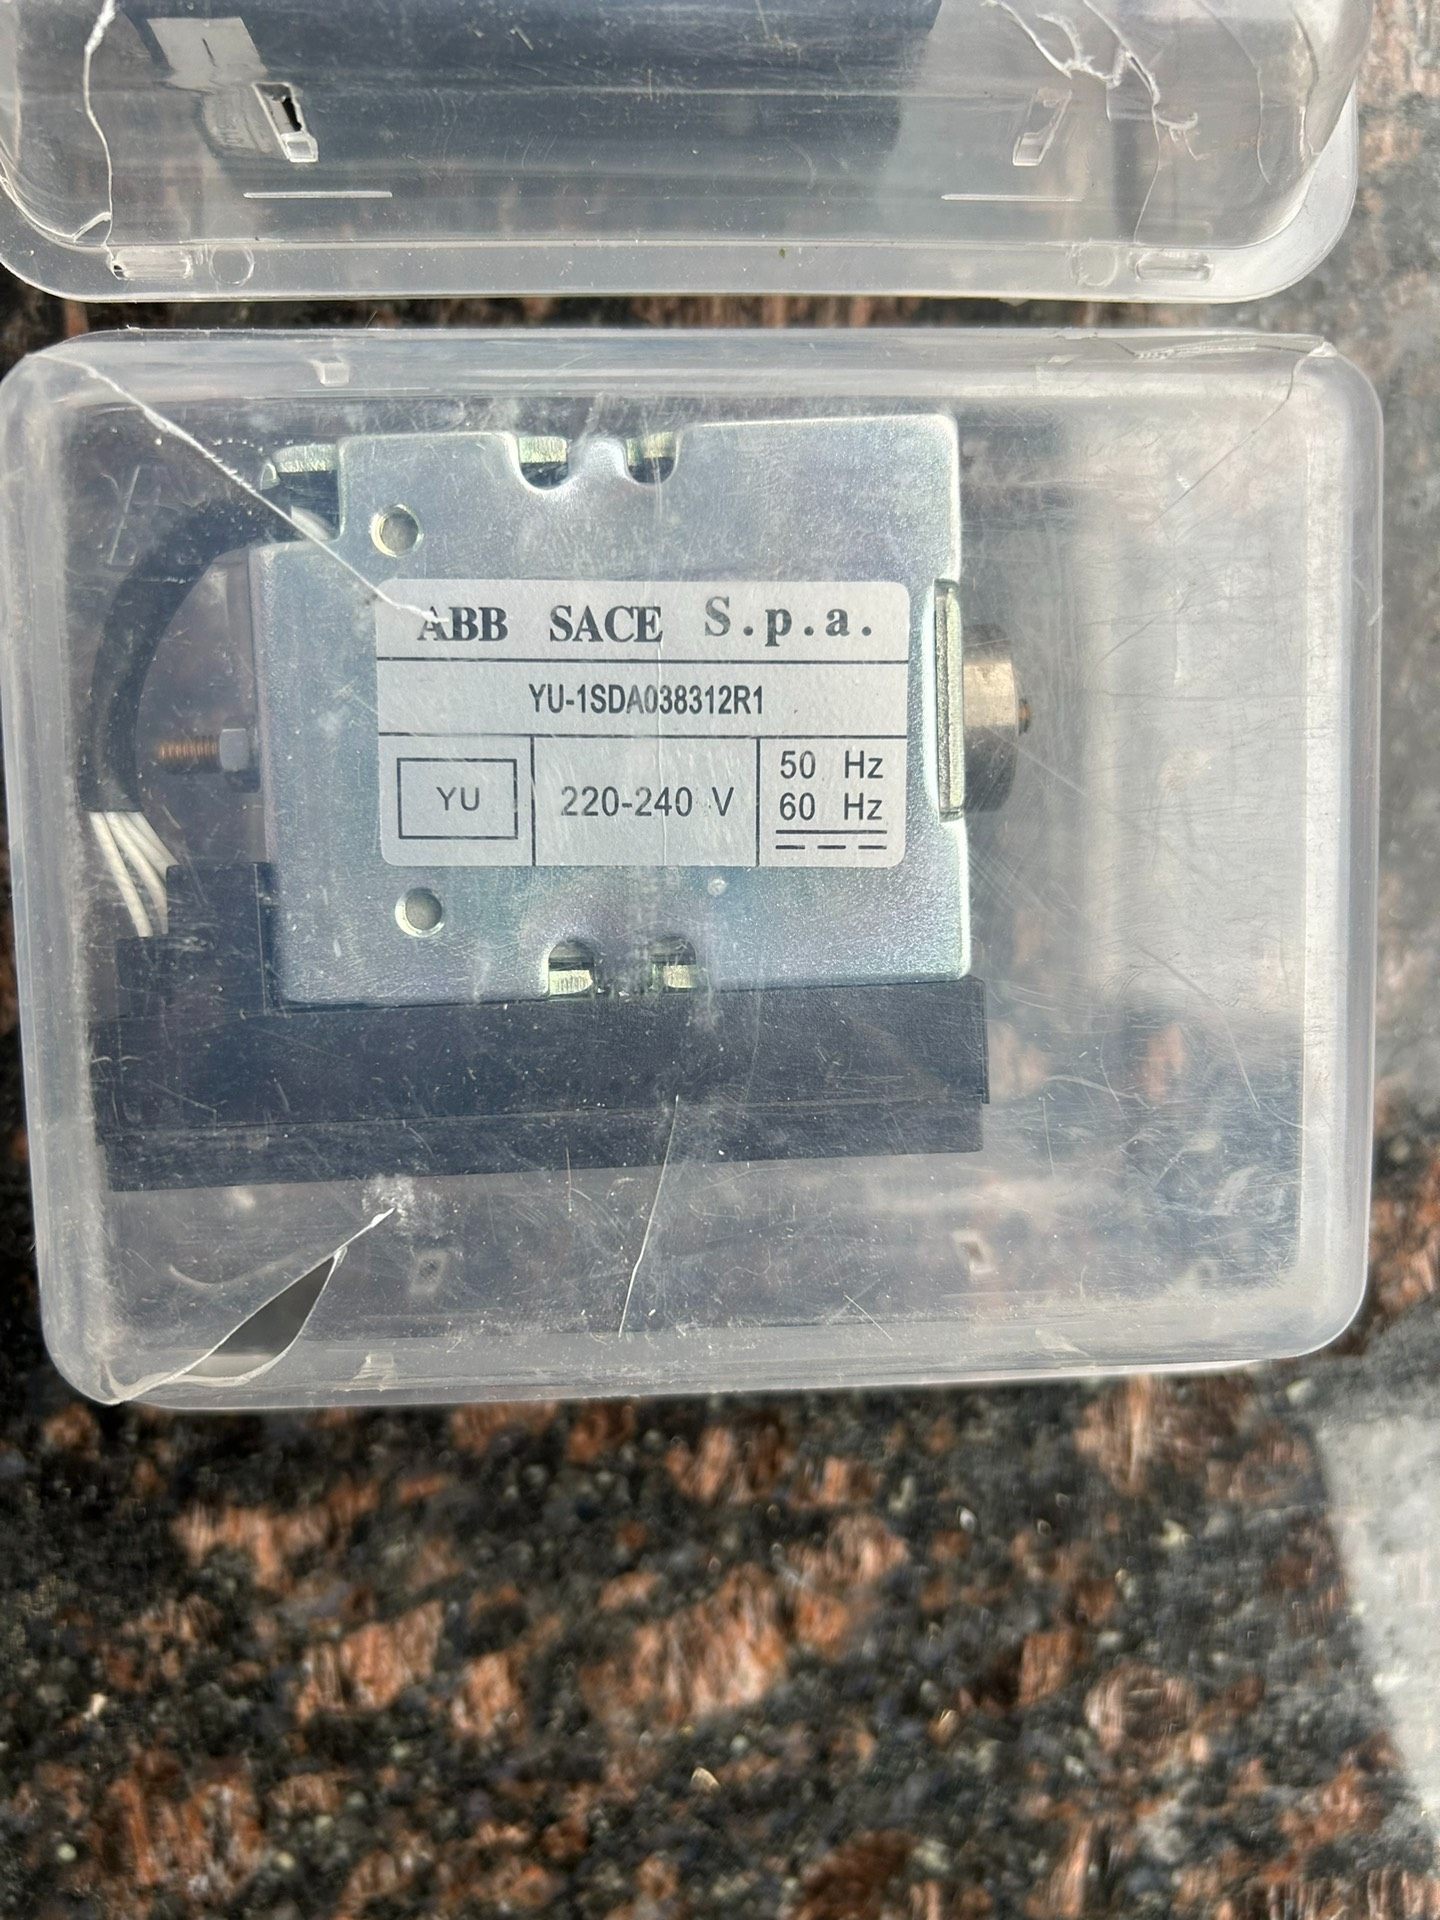 ABB SACE S.p.a.
YU-1SDA038312R1
YU
220-240 V
50 Hz
60 Hz